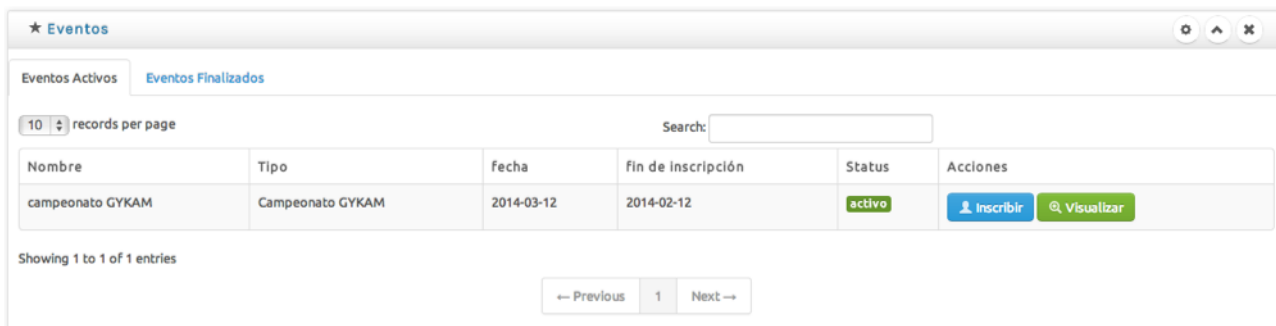 Eventos
Eventos Activos Eventos Finalizados
10 records per page Search:
Nombre Tipo fecha fin de inscripción Status Acciones
campeonato GYKAM Campeonato GYKAM 2014-03-12 2014-02-12 activo Inscribir Visualizar
Showing 1 to 1 of 1 entries
← Previous 1 Next →